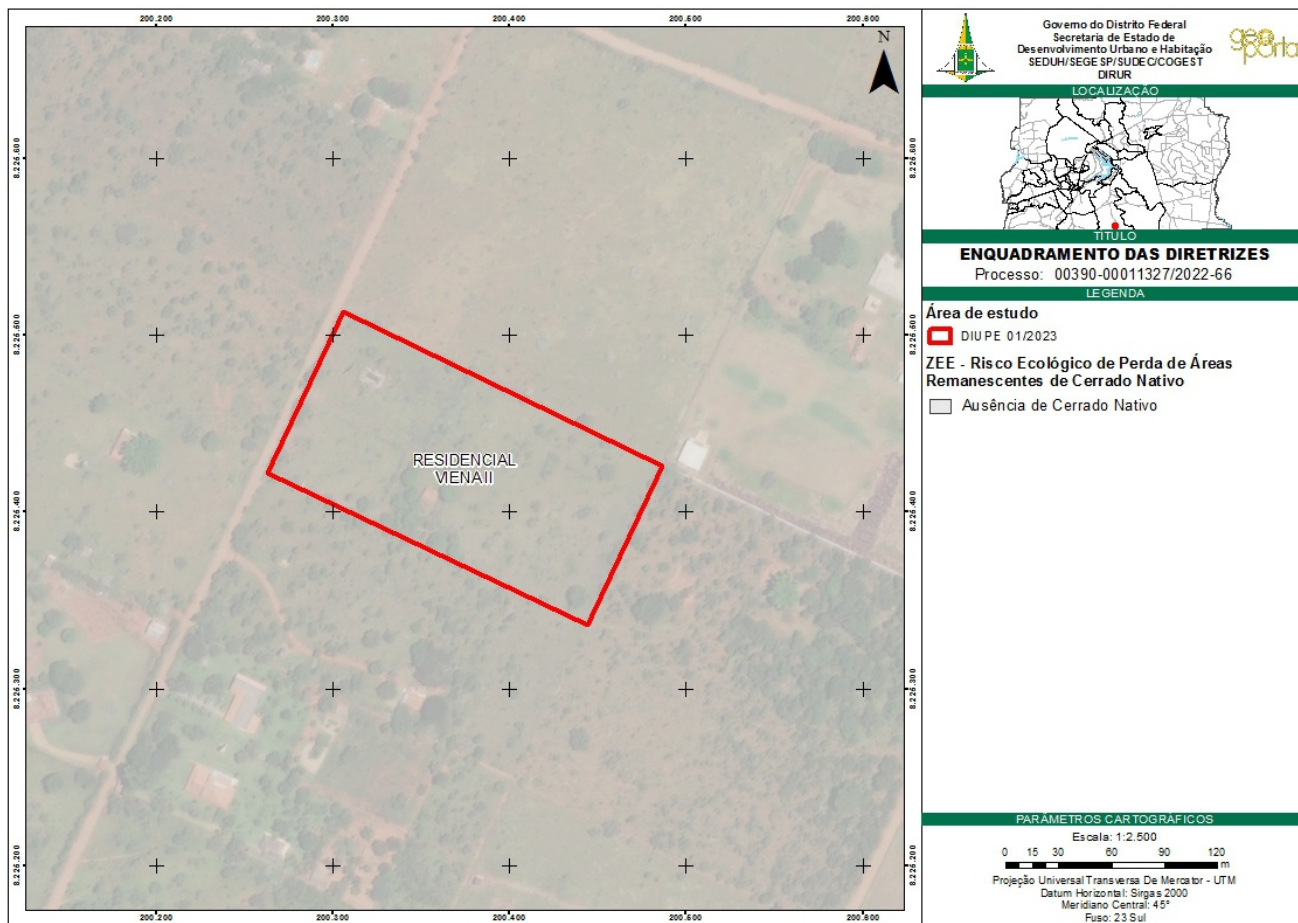 Governo do Distrito Federal
Secretaria de Estado de
Desenvolvimento Urbano e Habitação
SEDUH/SEGESP/SUDEC/COGEST
DIRUR
geo
porta
LOCALIZAÇÃO
TÍTULO
ENQUADRAMENTO DAS DIRETRIZES
Processo: 00390-00011327/2022-66
LEGENDA
Área de estudo
DIUPE 01/2023
ZEE - Risco Ecológico de Perda de Áreas
Remanescentes de Cerrado Nativo
Ausência de Cerrado Nativo
PARÂMETROS CARTOGRÁFICOS
Escala: 1:2.500
0 15 30 60 90 120
m
Projeção Universal Transversa De Mercator - UTM
Datum Horizontal: Sirgas 2000
Meridiano Central: 45°
Fuso: 23 Sul
200.200 200.300 200.400 200.500 200.600
N
RESIDENCIAL
VIENA II
8.226.600
8.226.400
8.226.300
8.226.200
8.226.600
8.226.400
8.226.300
8.226.200
200.200 200.300 200.400 200.500 200.600